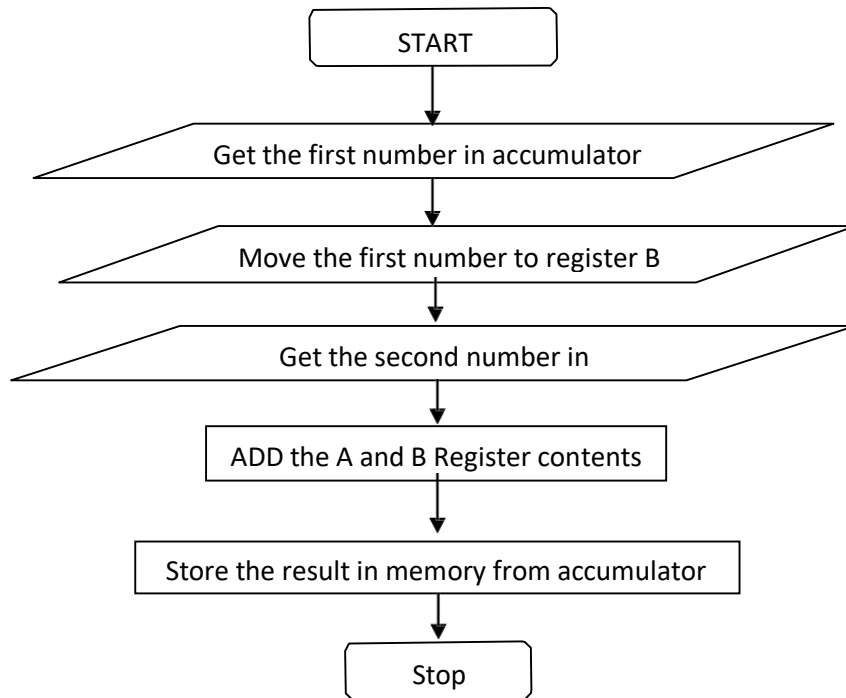 START
Get the first number in accumulator
Move the first number to register B
Get the second number in
ADD the A and B Register contents
Store the result in memory from accumulator
Stop